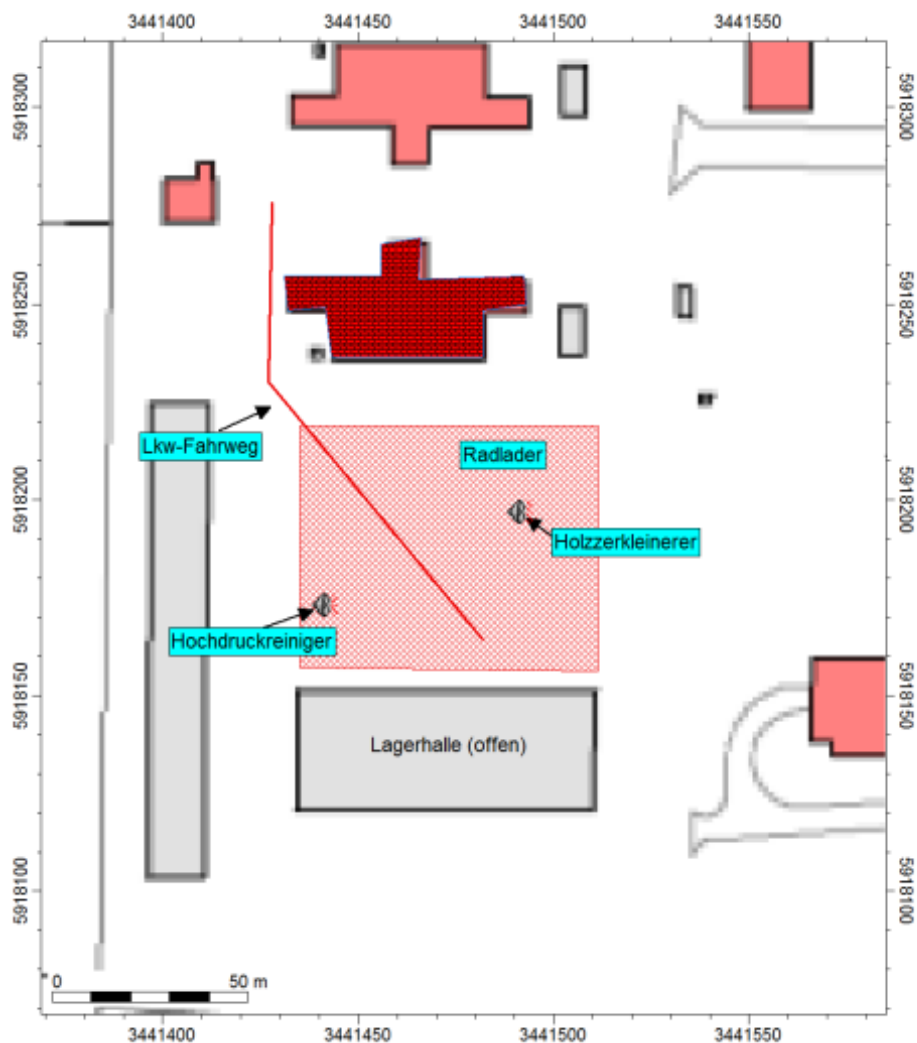 3441400 3441450 3441500 3441550
5918300 5918300
5918250 5918250
Lkw-Fahrweg
Radlader
5918200 5918200
Holzzerkleinerer
Hochdruckreiniger
5918150 5918150
Lagerhalle (offen)
5918100 5918100
0 50 m
3441400 3441450 3441500 3441550